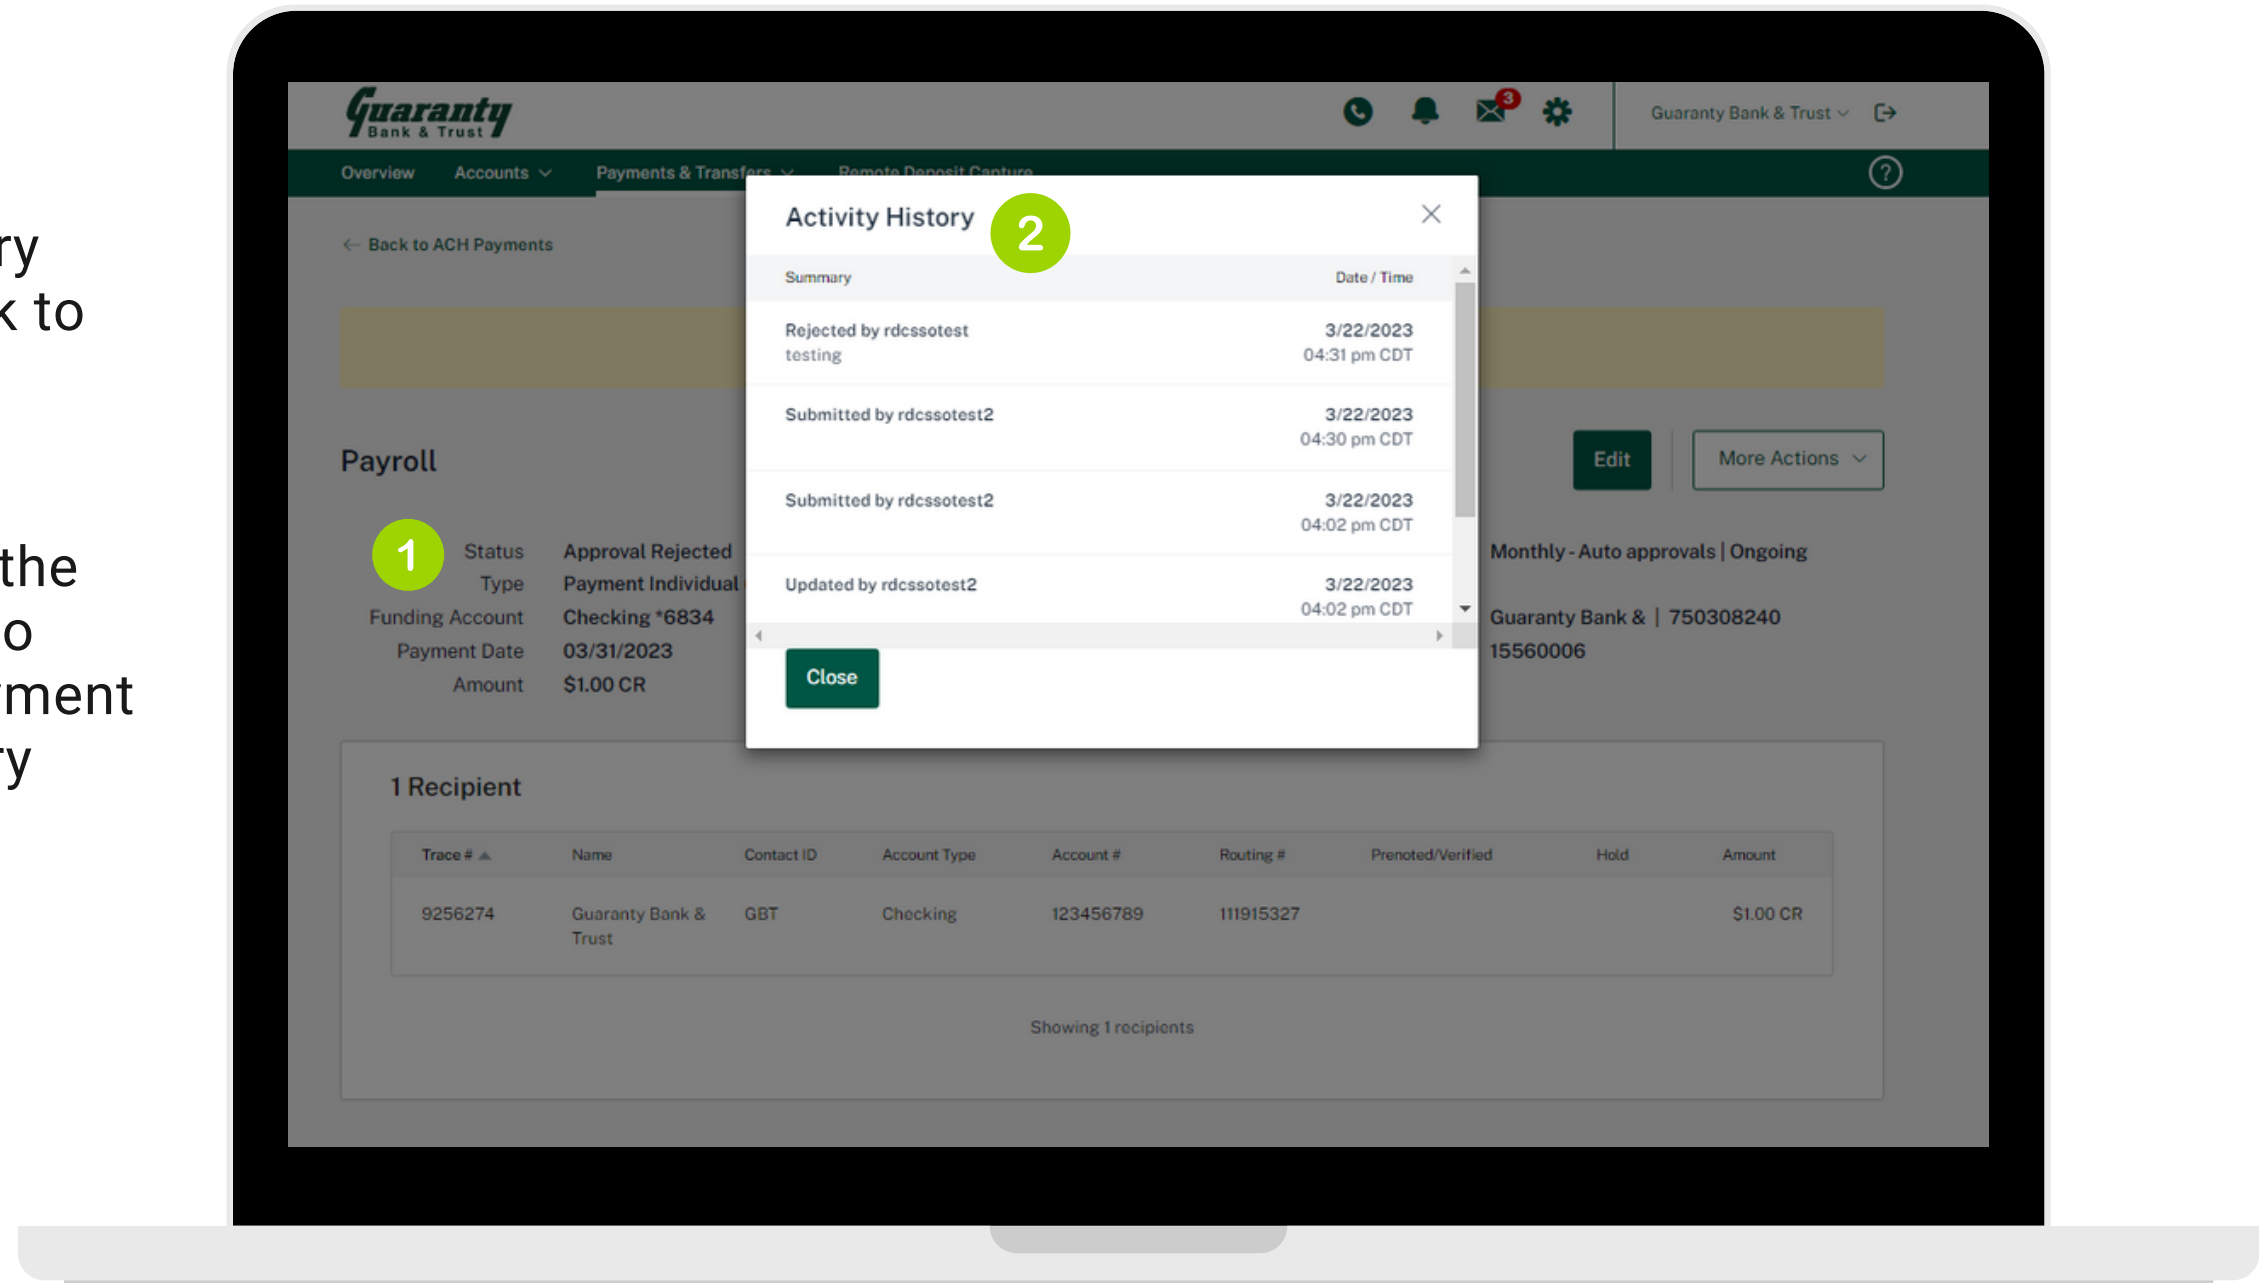 ry
k to
the
o
yment
ry
Guaranty
Bank & Trust
3
Guaranty Bank & Trust
Overview Accounts Payments & Transfers Remote Deposit Capture
?
← Back to ACH Payments
Activity History 2
Summary Date / Time
Rejected by rdcssotest 3/22/2023
testing 04:31 pm CDT
Submitted by rdcssotest2 3/22/2023
04:30 pm CDT
Submitted by rdcssotest2 3/22/2023
04:02 pm CDT
Updated by rdcssotest2 3/22/2023
04:02 pm CDT
Close
Payroll
Edit More Actions
1
Status Approval Rejected
Type Payment Individual
Funding Account Checking *6834
Payment Date 03/31/2023
Amount $1.00 CR
Monthly - Auto approvals | Ongoing
Guaranty Bank & | 750308240
15560006
1 Recipient
Trace # Name Contact ID Account Type Account # Routing # Prenoted/Verified Hold Amount
9256274 Guaranty Bank & GBT Checking 123456789 111915327 $1.00 CR
Trust
Showing 1 recipients